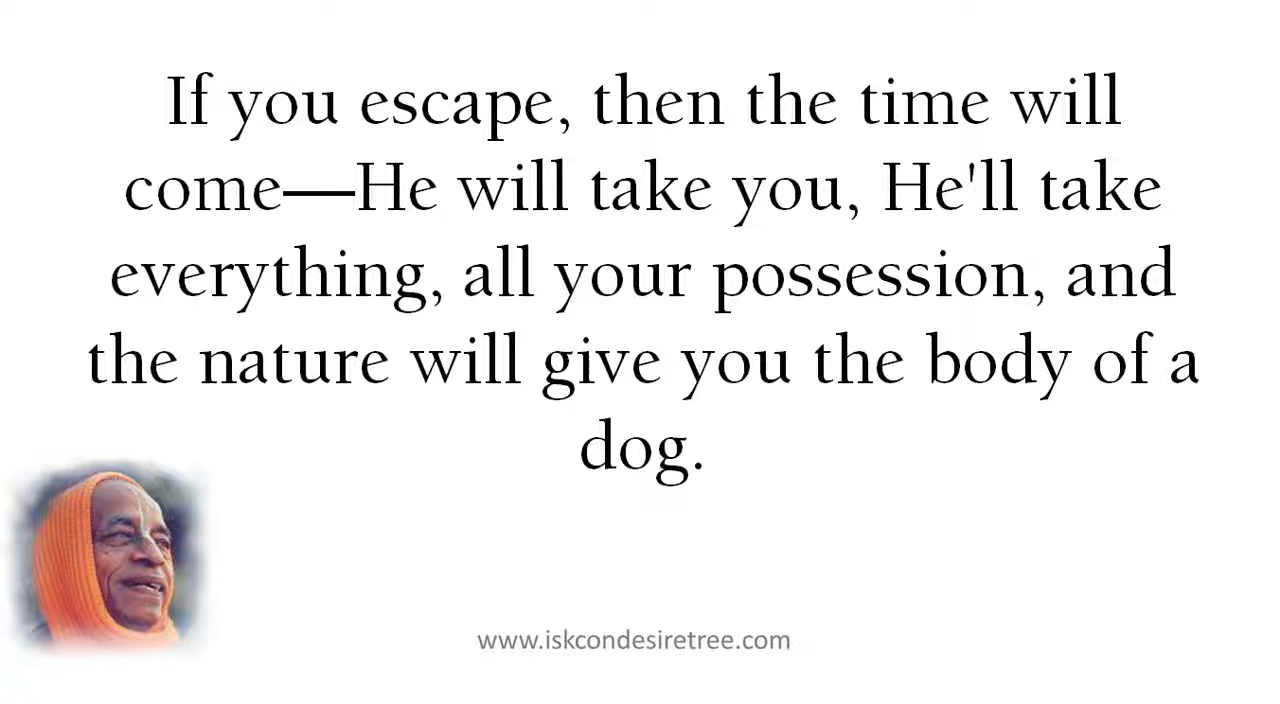 If you escape, then the time will
come—He will take you, He'll take
everything, all your possession, and
the nature will give you the body of a
dog.
www.iskcondesiretree.com